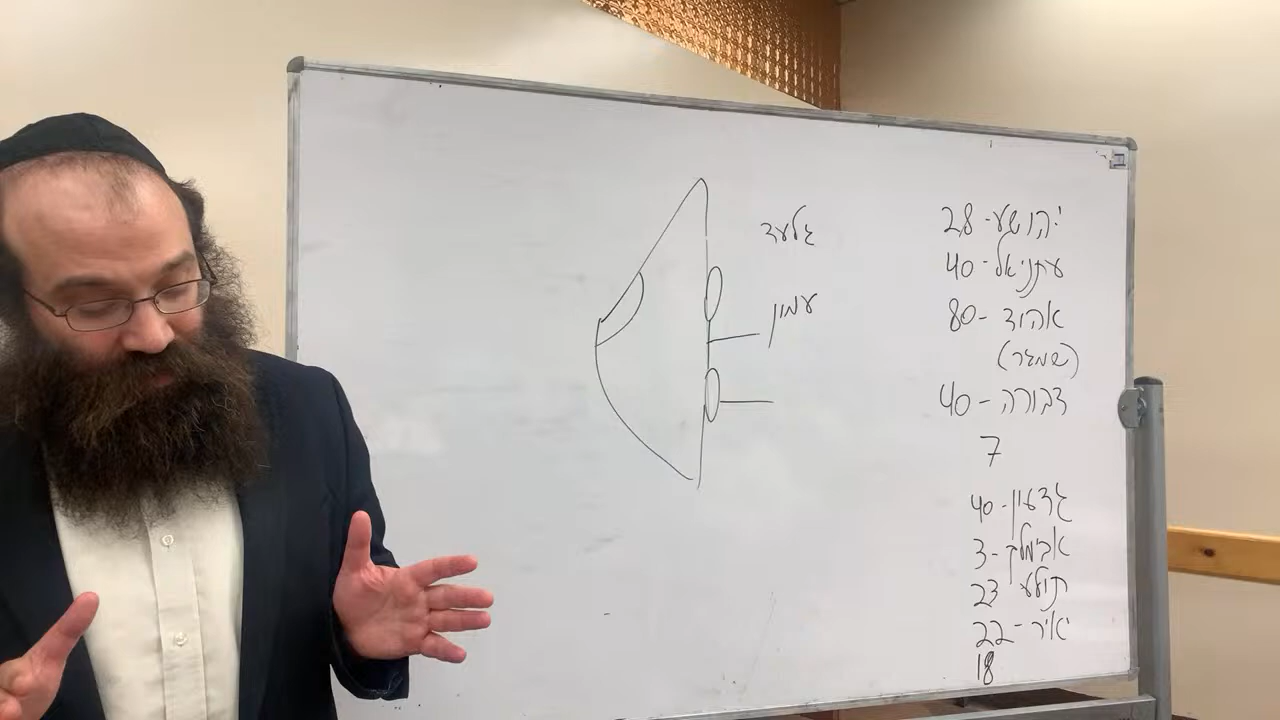 יהושע - 28
עתניאל - 40
אהוד - 80
(שמגר)
דבורה - 40
7
גדעון - 40
אבימלך - 3
תולע 23
יאיר - 22
18
גלעד
עמון